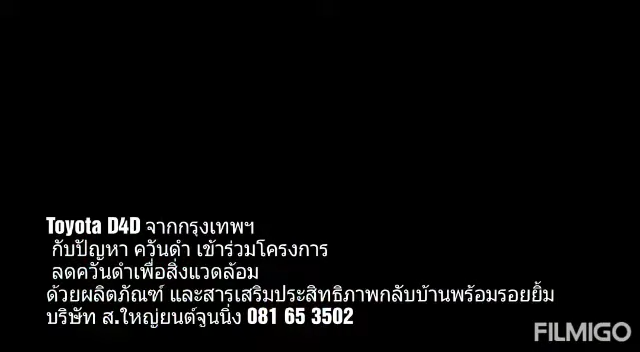 Toyota D4D จากกรุงเทพฯ
กับปัญหา ควันดำ เข้าร่วมโครงการ
ลดควันดำเพื่อสิ่งแวดล้อม
ด้วยผลิตภัณฑ์ และสารเสริมประสิทธิภาพกลับบ้านพร้อมรอยยิ้ม
บริษัท ส.ใหญ่ยนต์จูนนิ่ง 081 65 3502
FILMIGO